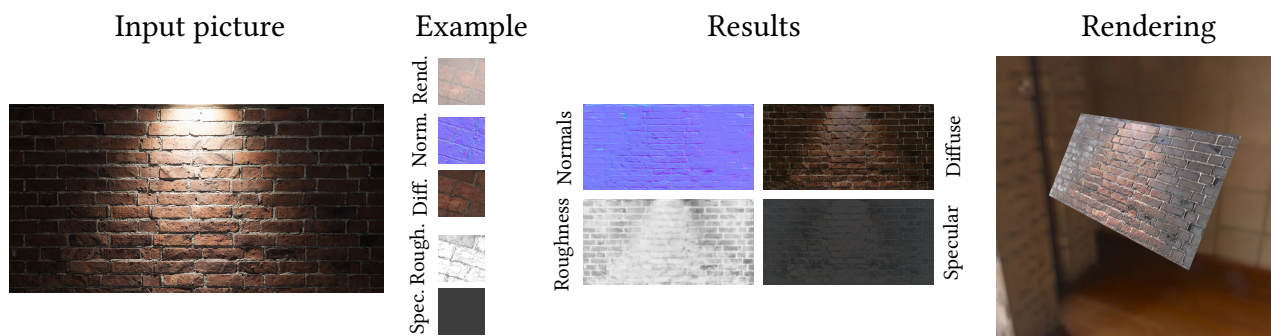 Input picture
Example
Results
Rendering
Rend.
Norm.
Diff.
Rough.
Spec.
Normals
Diffuse
Roughness
Specular